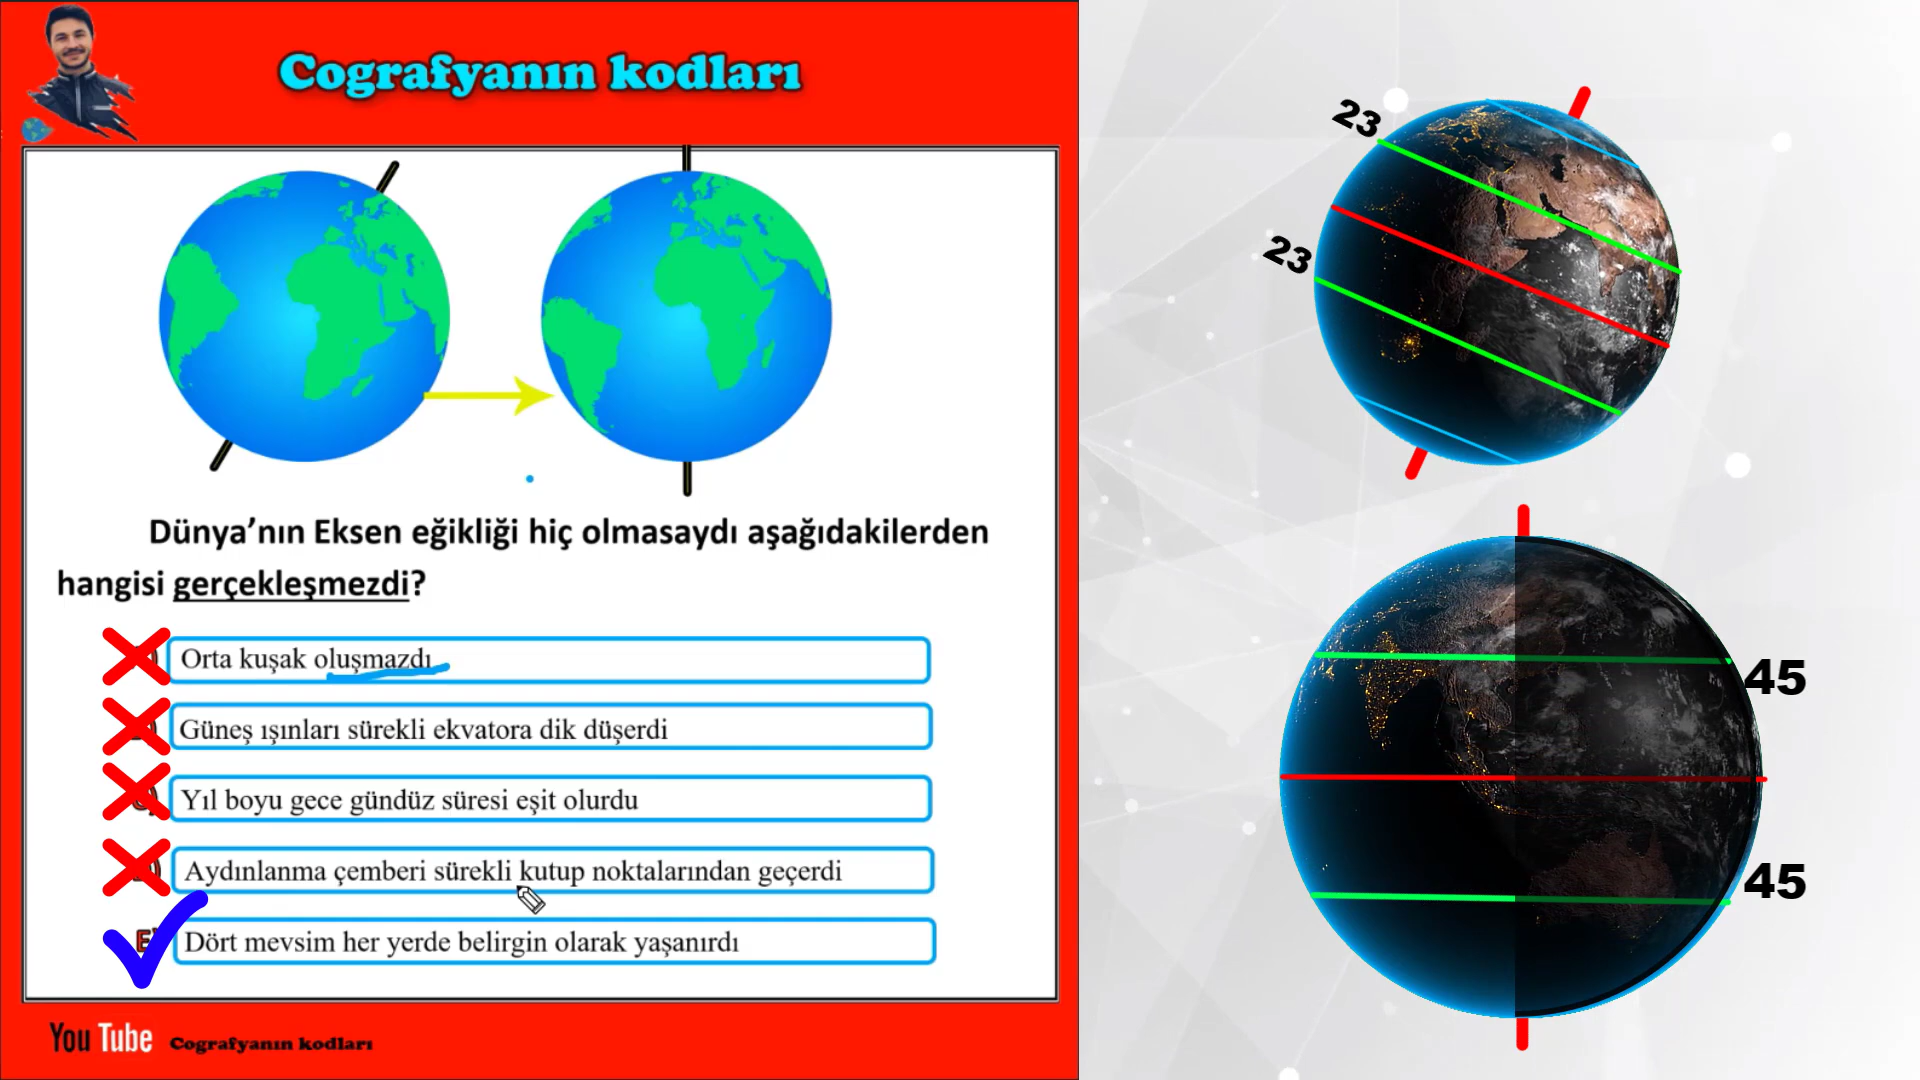 Cografyanın kodları
Dünya’nın Eksen eğikliği hiç olmasaydı aşağıdakilerden
hangisi gerçekleşmezdi?
Orta kuşak oluşmazdı
Güneş ışınları sürekli ekvatora dik düşerdi
Yıl boyu gece gündüz süresi eşit olurdu
Aydınlanma çemberi sürekli kutup noktalarından geçerdi
E) Dört mevsim her yerde belirgin olarak yaşanırdı
You Tube Cografyanın kodları
23
23
45
45